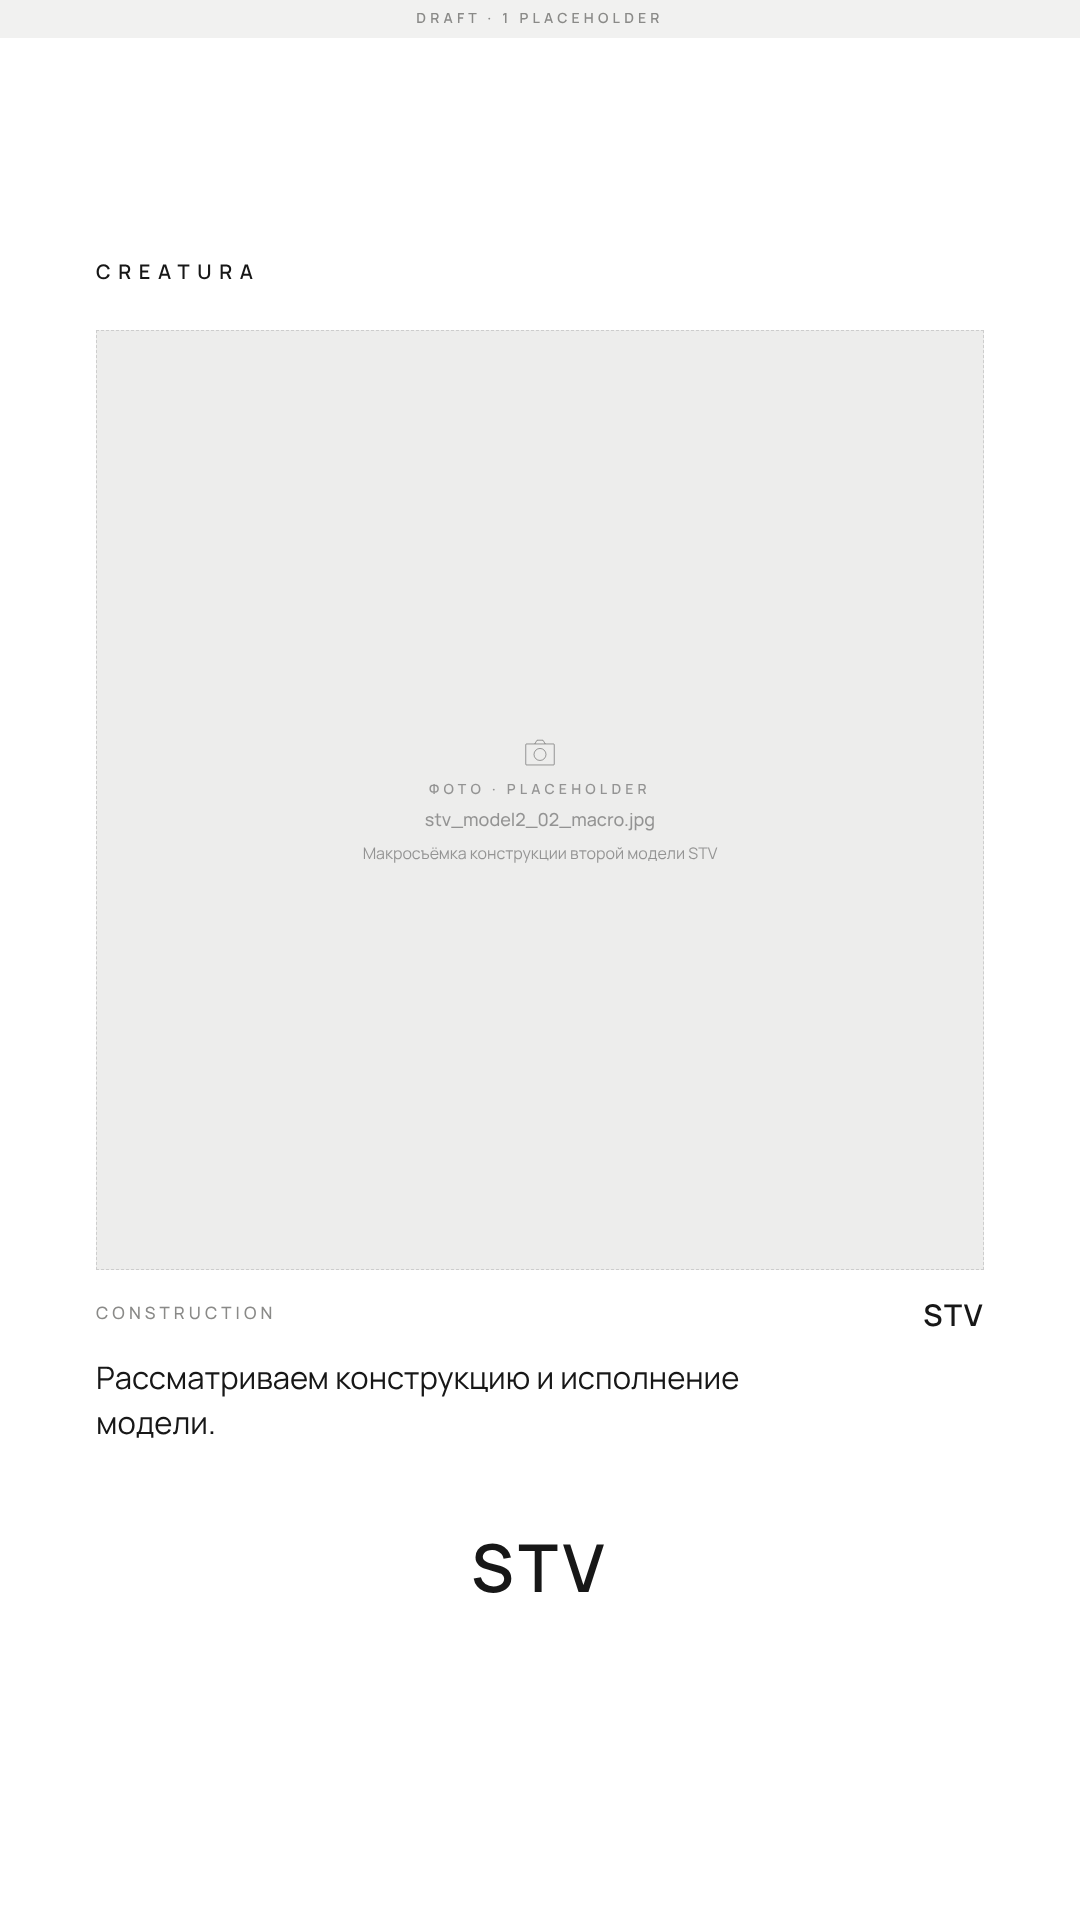 DRAFT · 1 PLACEHOLDER
CREATURA
ФОТО · PLACEHOLDER
stv_model2_02_macro.jpg
Макросъёмка конструкции второй модели STV
CONSTRUCTION
STV
Рассматриваем конструкцию и исполнение
модели.
STV